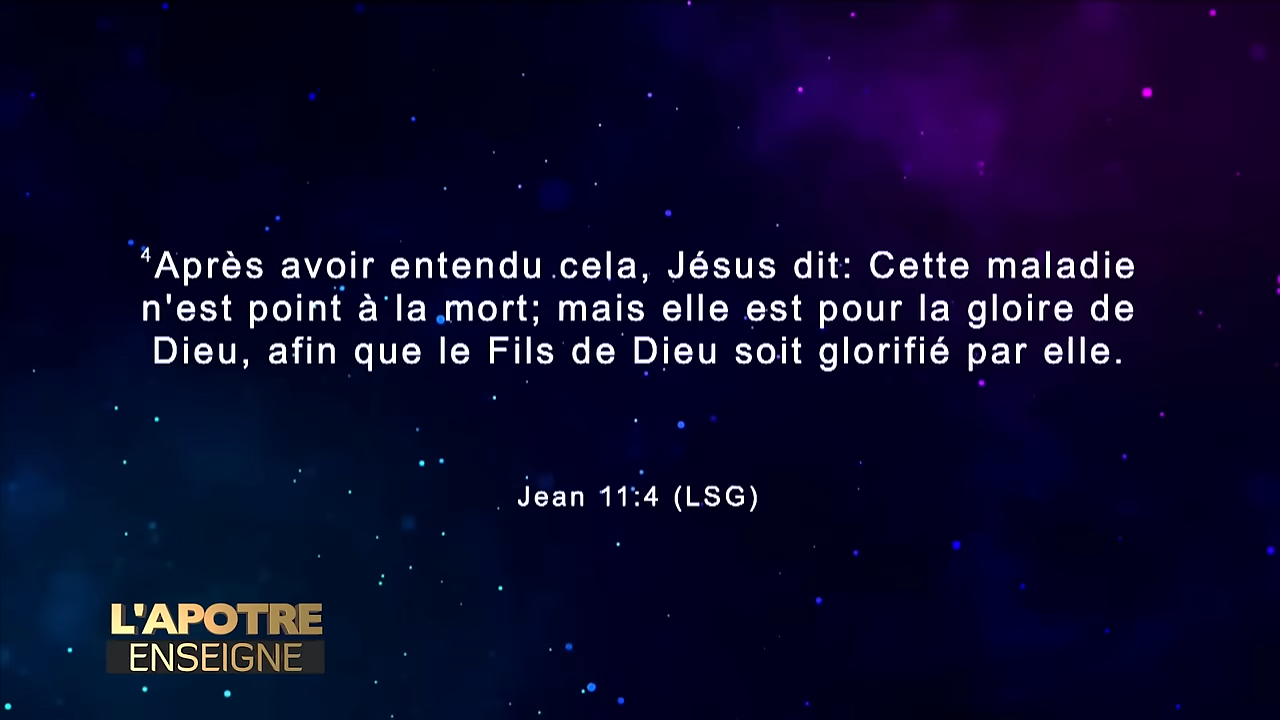 ⁴Après avoir entendu cela, Jésus dit: Cette maladie
n'est point à la mort; mais elle est pour la gloire de
Dieu, afin que le Fils de Dieu soit glorifié par elle.
Jean 11:4 (LSG)
L'APOTRE
ENSEIGNE